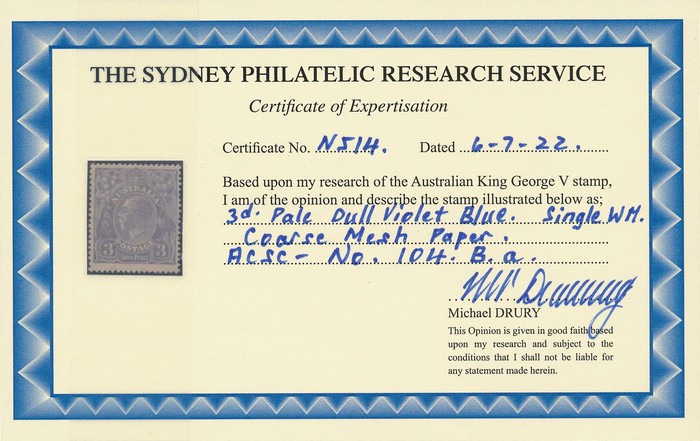 THE SYDNEY PHILATELIC RESEARCH SERVICE
Certificate of Expertisation
Certificate No. N514. Dated 6-7-22.
Based upon my research of the Australian King George V stamp,
I am of the opinion and describe the stamp illustrated below as;
3d. Pale Dull Violet Blue. Single WM.
Coarse Mesh Paper.
ACSC- No. 104. B.a.
Michael DRURY
This Opinion is given in good faith based
upon my research and subject to the
conditions that I shall not be liable for
any statement made herein.
AUSTRALIA
3 3